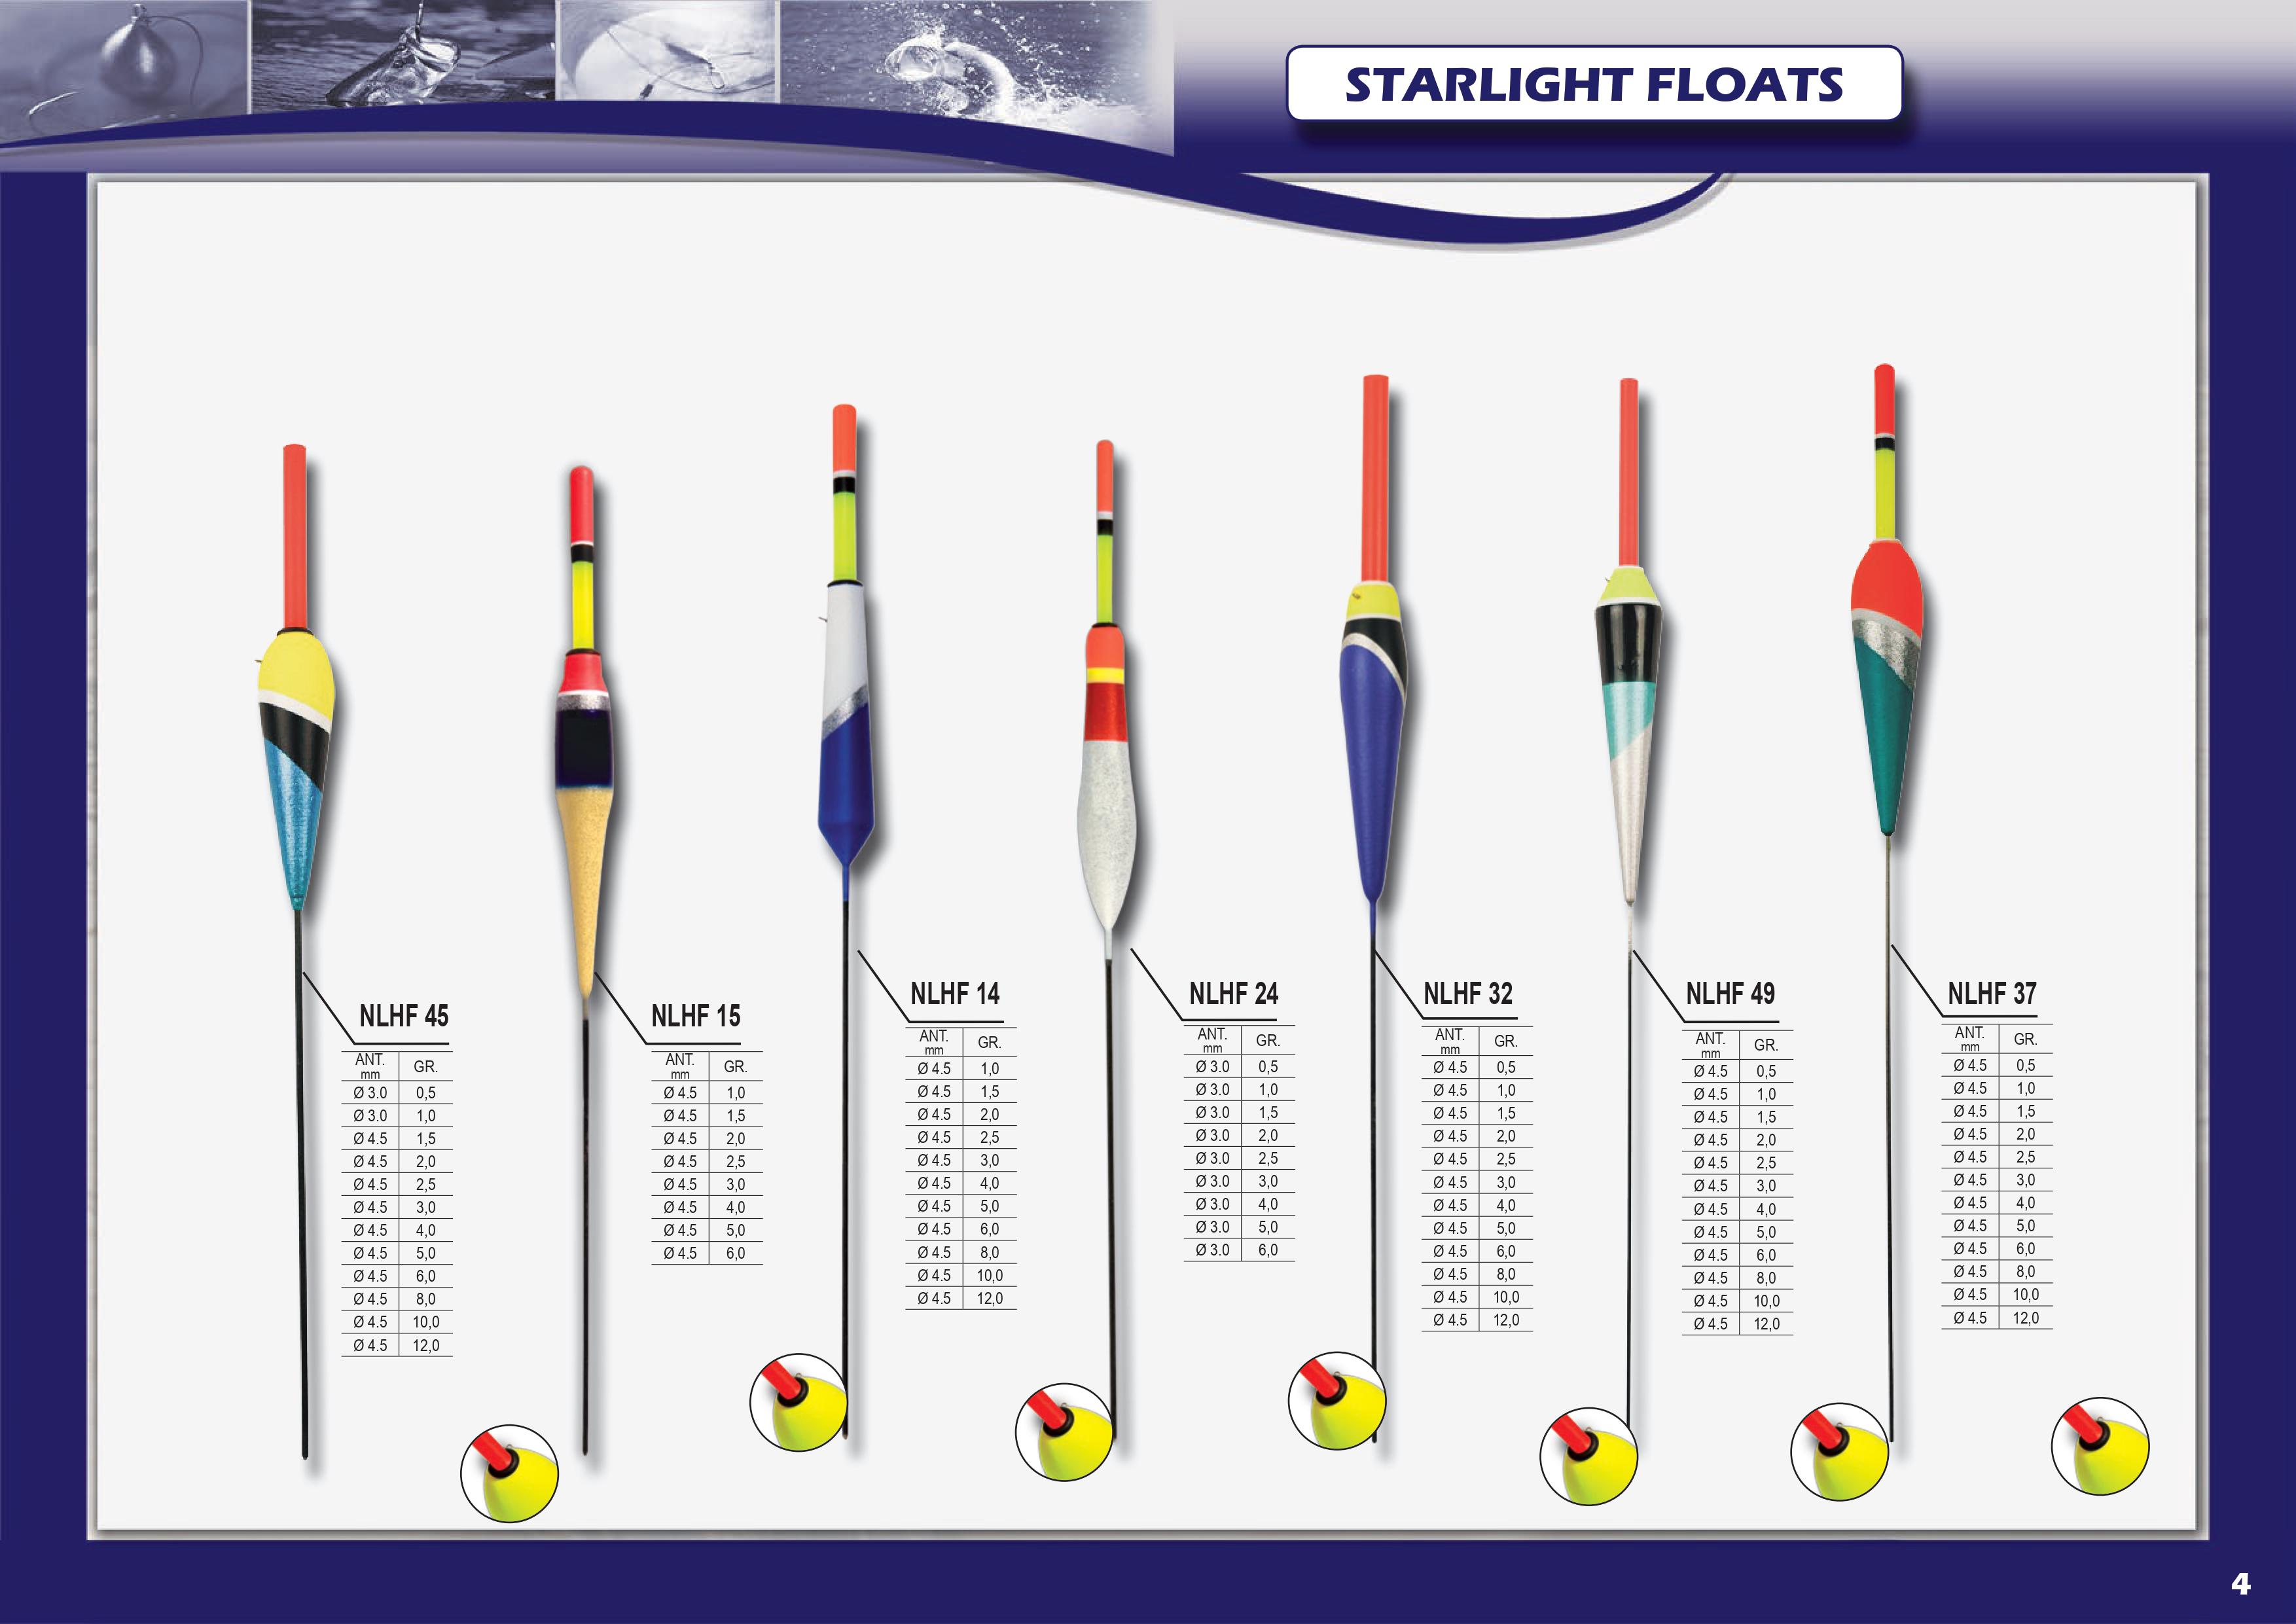 STARLIGHT FLOATS
NLHF 45
ANT. mm GR.
Ø 3.0 0,5
Ø 3.0 1,0
Ø 4.5 1,5
Ø 4.5 2,0
Ø 4.5 2,5
Ø 4.5 3,0
Ø 4.5 4,0
Ø 4.5 5,0
Ø 4.5 6,0
Ø 4.5 8,0
Ø 4.5 10,0
Ø 4.5 12,0
NLHF 15
ANT. mm GR.
Ø 4.5 1,0
Ø 4.5 1,5
Ø 4.5 2,0
Ø 4.5 2,5
Ø 4.5 3,0
Ø 4.5 4,0
Ø 4.5 5,0
Ø 4.5 6,0
NLHF 14
ANT. mm GR.
Ø 4.5 1,0
Ø 4.5 1,5
Ø 4.5 2,0
Ø 4.5 2,5
Ø 4.5 3,0
Ø 4.5 4,0
Ø 4.5 5,0
Ø 4.5 6,0
Ø 4.5 8,0
Ø 4.5 10,0
Ø 4.5 12,0
NLHF 24
ANT. mm GR.
Ø 3.0 0,5
Ø 3.0 1,0
Ø 3.0 1,5
Ø 3.0 2,0
Ø 3.0 2,5
Ø 3.0 3,0
Ø 3.0 4,0
Ø 3.0 5,0
Ø 3.0 6,0
NLHF 32
ANT. mm GR.
Ø 4.5 0,5
Ø 4.5 1,0
Ø 4.5 1,5
Ø 4.5 2,0
Ø 4.5 2,5
Ø 4.5 3,0
Ø 4.5 4,0
Ø 4.5 5,0
Ø 4.5 6,0
Ø 4.5 8,0
Ø 4.5 10,0
Ø 4.5 12,0
NLHF 49
ANT. mm GR.
Ø 4.5 0,5
Ø 4.5 1,0
Ø 4.5 1,5
Ø 4.5 2,0
Ø 4.5 2,5
Ø 4.5 3,0
Ø 4.5 4,0
Ø 4.5 5,0
Ø 4.5 6,0
Ø 4.5 8,0
Ø 4.5 10,0
Ø 4.5 12,0
NLHF 37
ANT. mm GR.
Ø 4.5 0,5
Ø 4.5 1,0
Ø 4.5 1,5
Ø 4.5 2,0
Ø 4.5 2,5
Ø 4.5 3,0
Ø 4.5 4,0
Ø 4.5 5,0
Ø 4.5 6,0
Ø 4.5 8,0
Ø 4.5 10,0
Ø 4.5 12,0
4